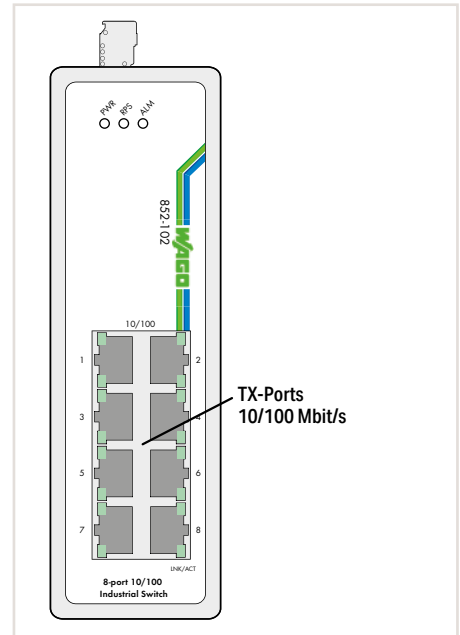 PWR RPS ALM
852-102
WAGO
10/100
1 2
TX-Ports
10/100 Mbit/s
3 4
5 6
7 8
LNK/ACT
8-port 10/100
Industrial Switch